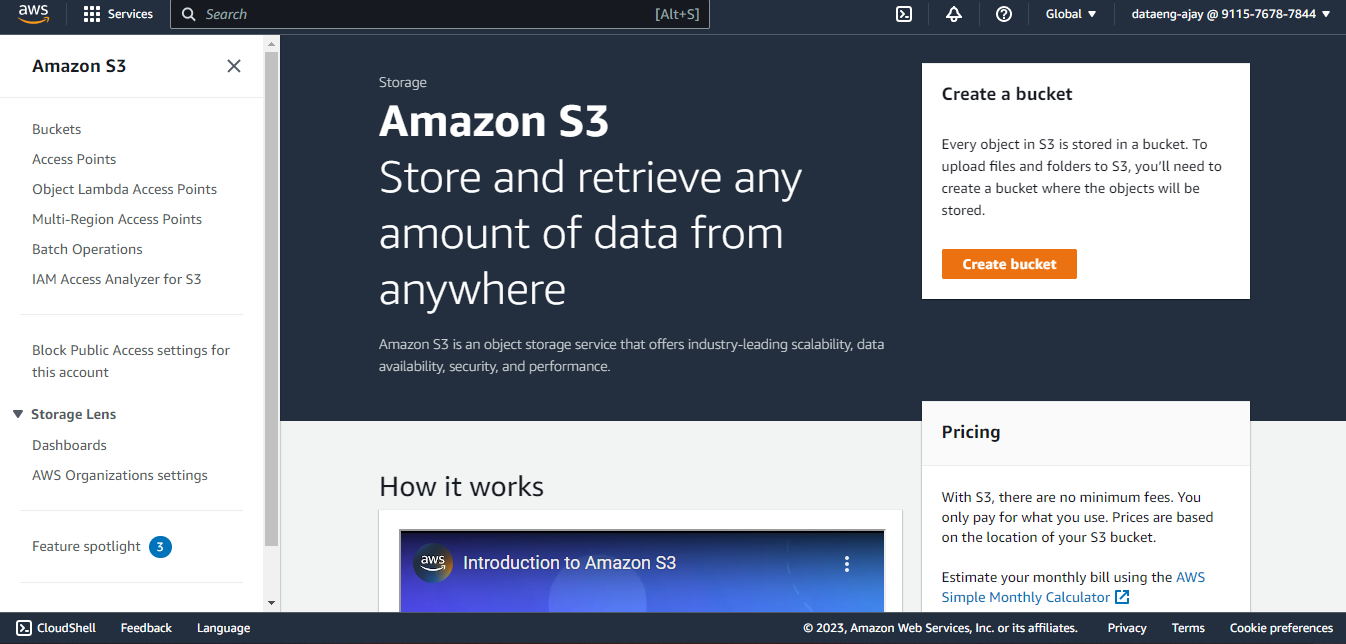 aws
Services
Search
[Alt+S]
Global
dataeng-ajay @ 9115-7678-7844
Amazon S3
Buckets
Access Points
Object Lambda Access Points
Multi-Region Access Points
Batch Operations
IAM Access Analyzer for S3
Block Public Access settings for
this account
Storage Lens
Dashboards
AWS Organizations settings
Feature spotlight 3
Storage
Amazon S3
Store and retrieve any
amount of data from
anywhere
Amazon S3 is an object storage service that offers industry-leading scalability, data
availability, security, and performance.
Create a bucket
Every object in S3 is stored in a bucket. To
upload files and folders to S3, you'll need to
create a bucket where the objects will be
stored.
Create bucket
How it works
aws
Introduction to Amazon S3
Pricing
With S3, there are no minimum fees. You
only pay for what you use. Prices are based
on the location of your S3 bucket.
Estimate your monthly bill using the AWS
Simple Monthly Calculator
CloudShell
Feedback
Language
© 2023, Amazon Web Services, Inc. or its affiliates.
Privacy
Terms
Cookie preferences